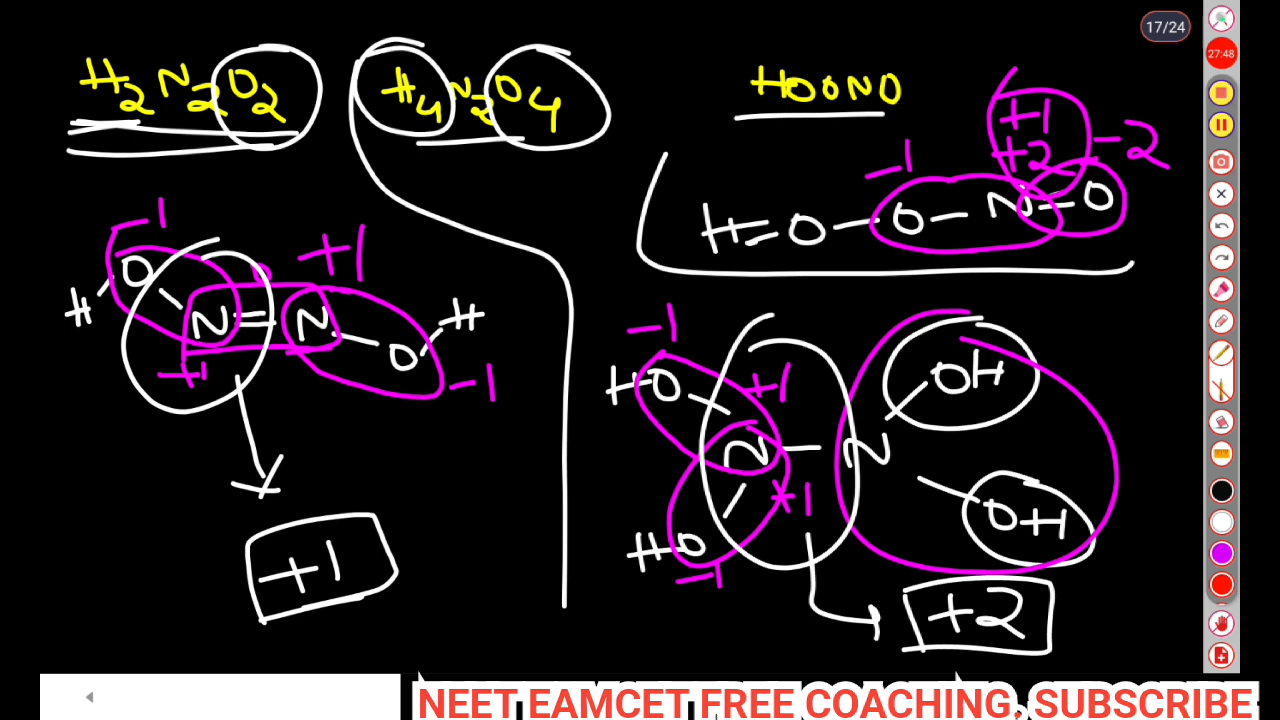 17/24
27:48
H2N2O2 H4N2O4 HOONO
+1
-1 +2 -2
H-O-O-N=O
-1 +1
H O N=N O H
+1 -1
-1
HO +1 OH
N-N
+1
HO OH
-1
+1
+2
NEET EAMCET FREE COACHING, SUBSCRIBE